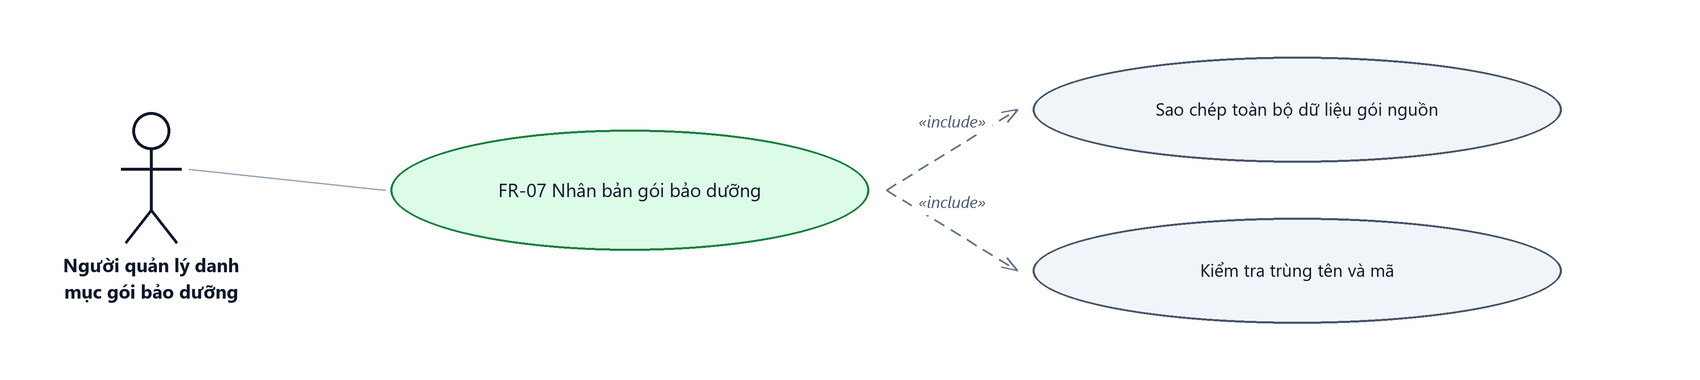 Người quản lý danh
mục gói bảo dưỡng
FR-07 Nhân bản gói bảo dưỡng
«include»
«include»
Sao chép toàn bộ dữ liệu gói nguồn
Kiểm tra trùng tên và mã